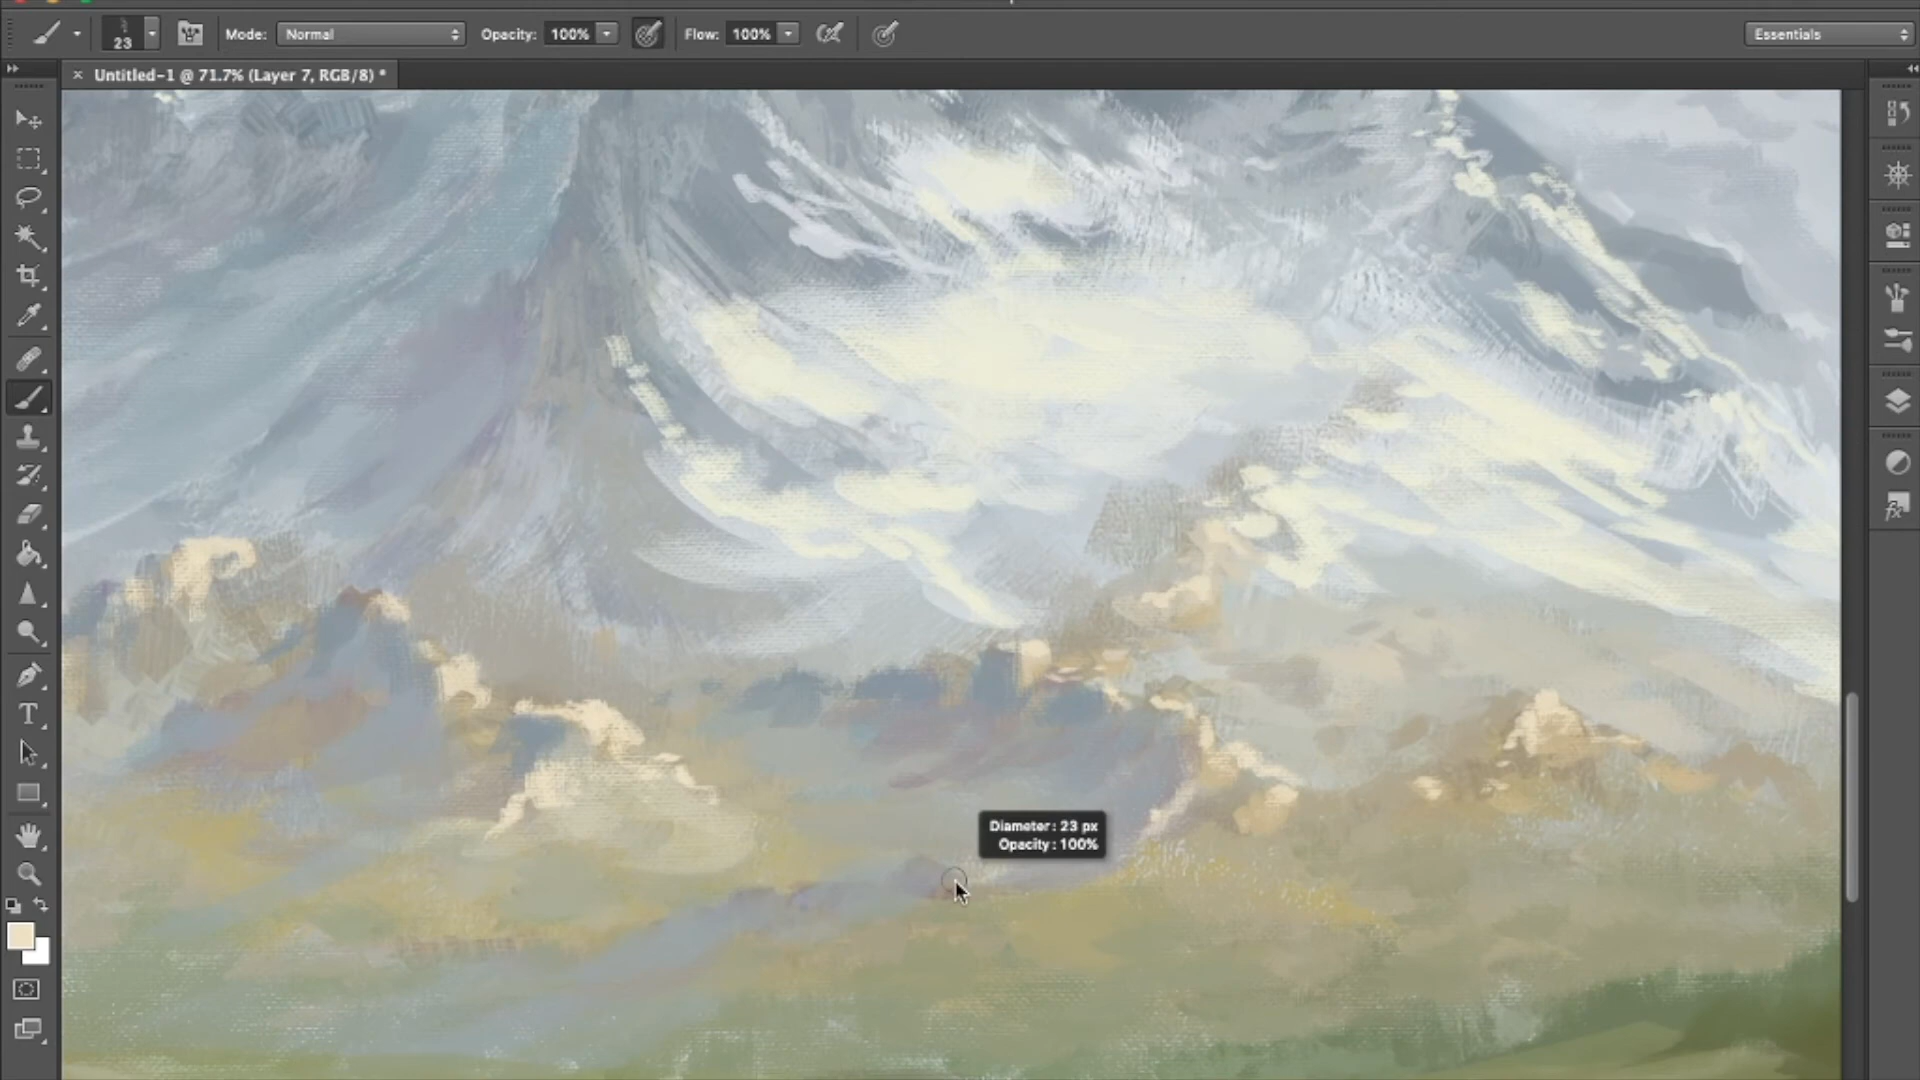 23
Mode: Normal
Opacity: 100%
Flow: 100%
Essentials
Untitled-1 @ 71.7% (Layer 7, RGB/8) *
T
fx
Diameter: 23 px
Opacity: 100%